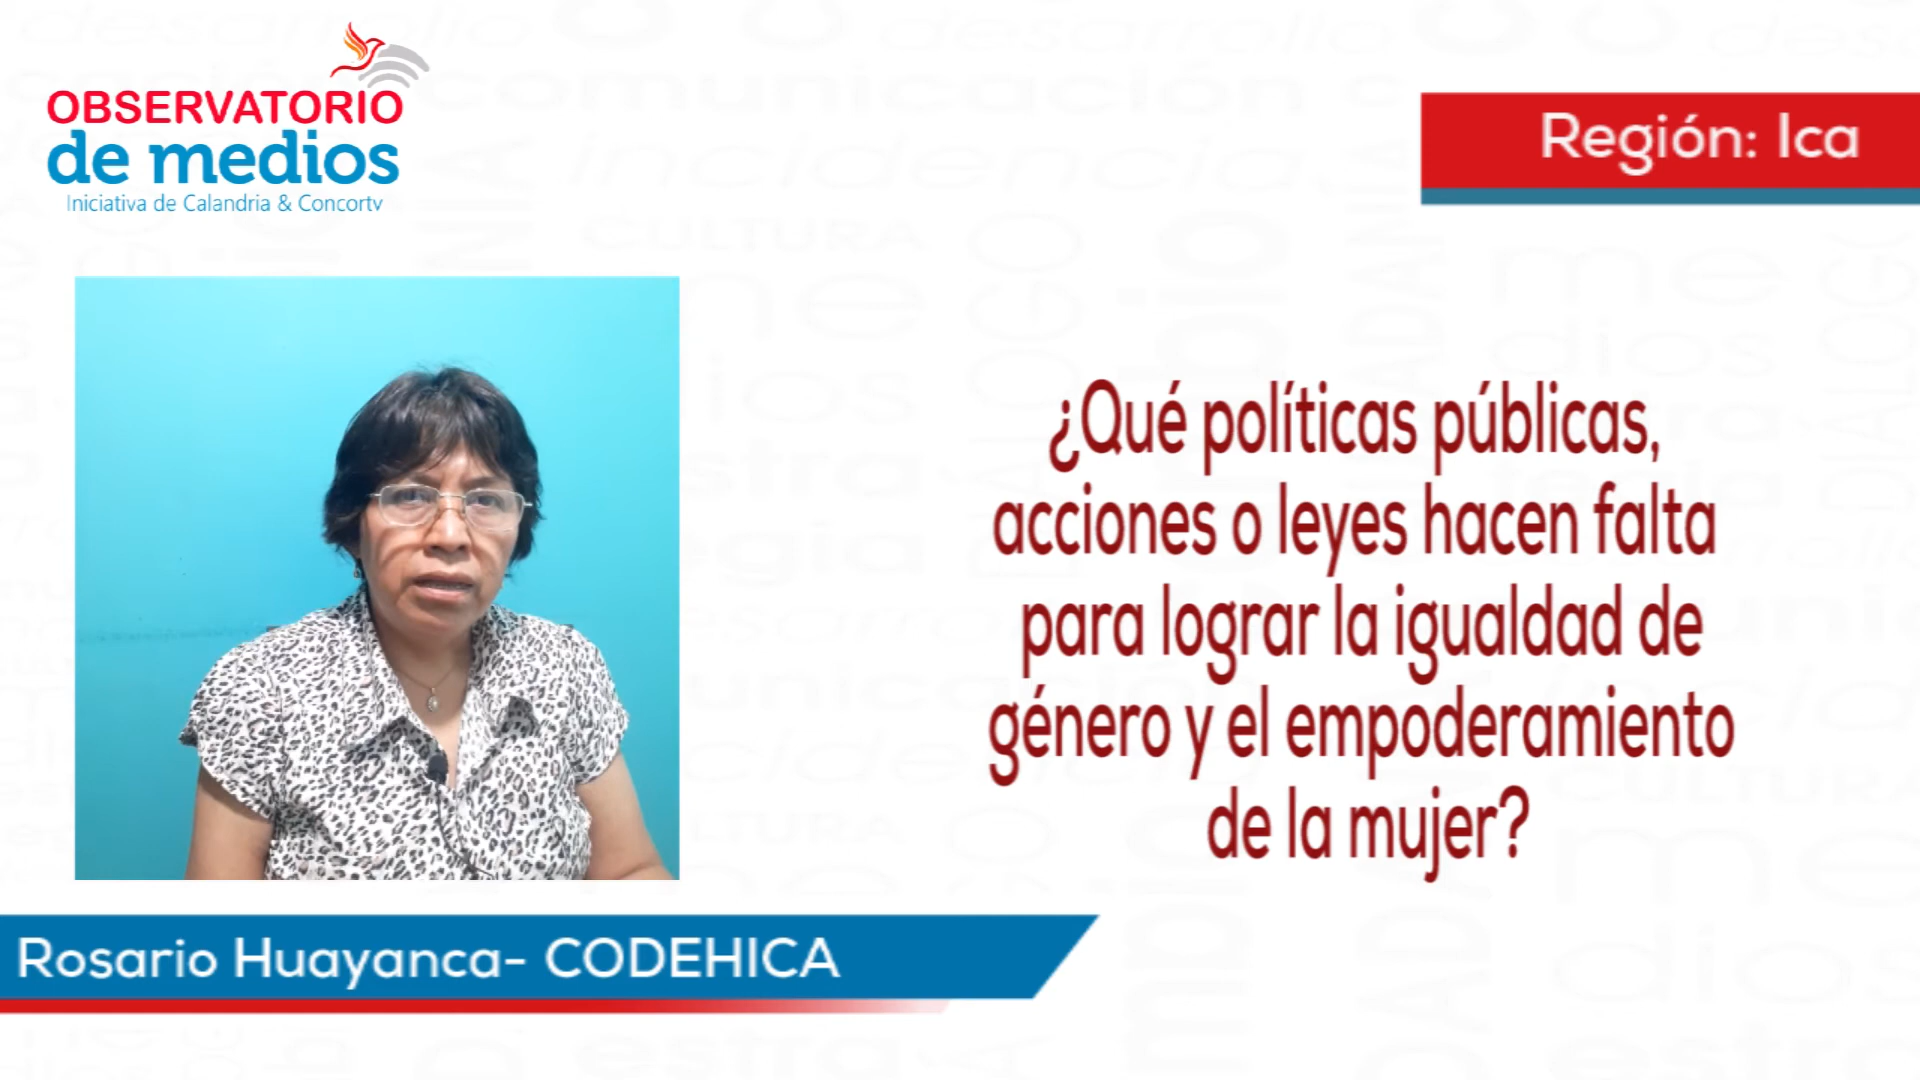 OBSERVATORIO
de medios
Iniciativa de Calandria & Concortv
Región: Ica
¿Qué políticas públicas,
acciones o leyes hacen falta
para lograr la igualdad de
género y el empoderamiento
de la mujer?
Rosario Huayanca- CODEHICA